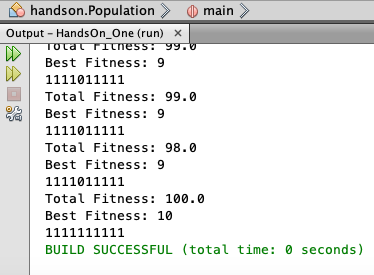 handson.Population main
Output - HandsOn_One (run) ×
Total Fitness: 99.0
Best Fitness: 9
1111011111
Total Fitness: 99.0
Best Fitness: 9
1111011111
Total Fitness: 98.0
Best Fitness: 9
1111011111
Total Fitness: 100.0
Best Fitness: 10
1111111111
BUILD SUCCESSFUL (total time: 0 seconds)